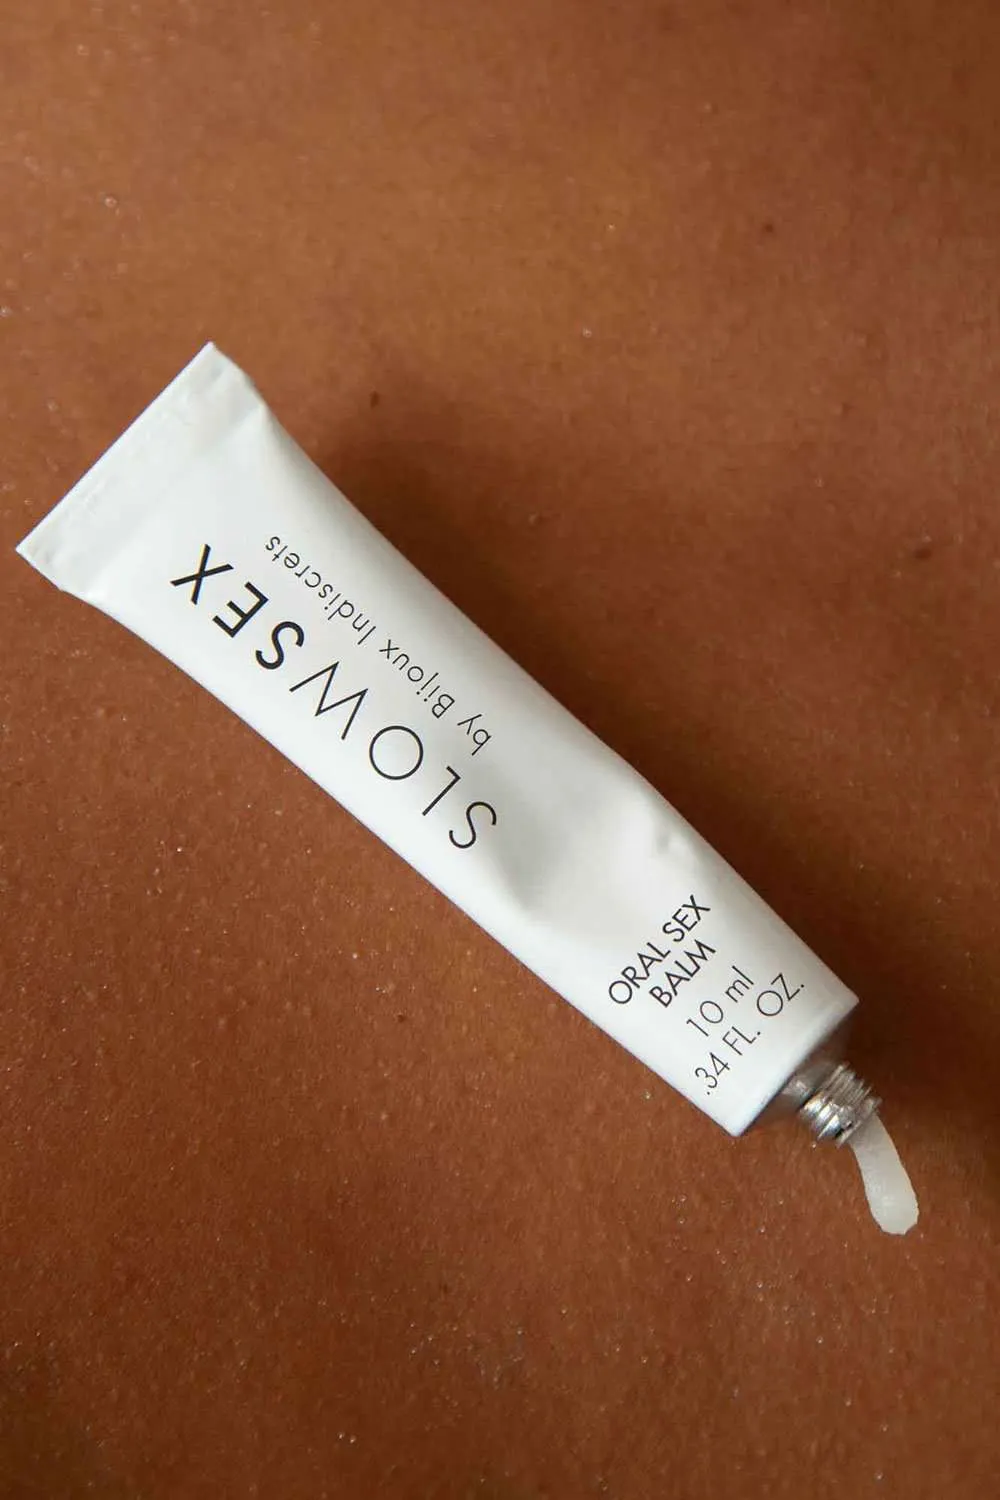 SLOWSEX
by Bijoux Indiscrets
ORAL SEX
BALM
10 ml
.34 FL. OZ.